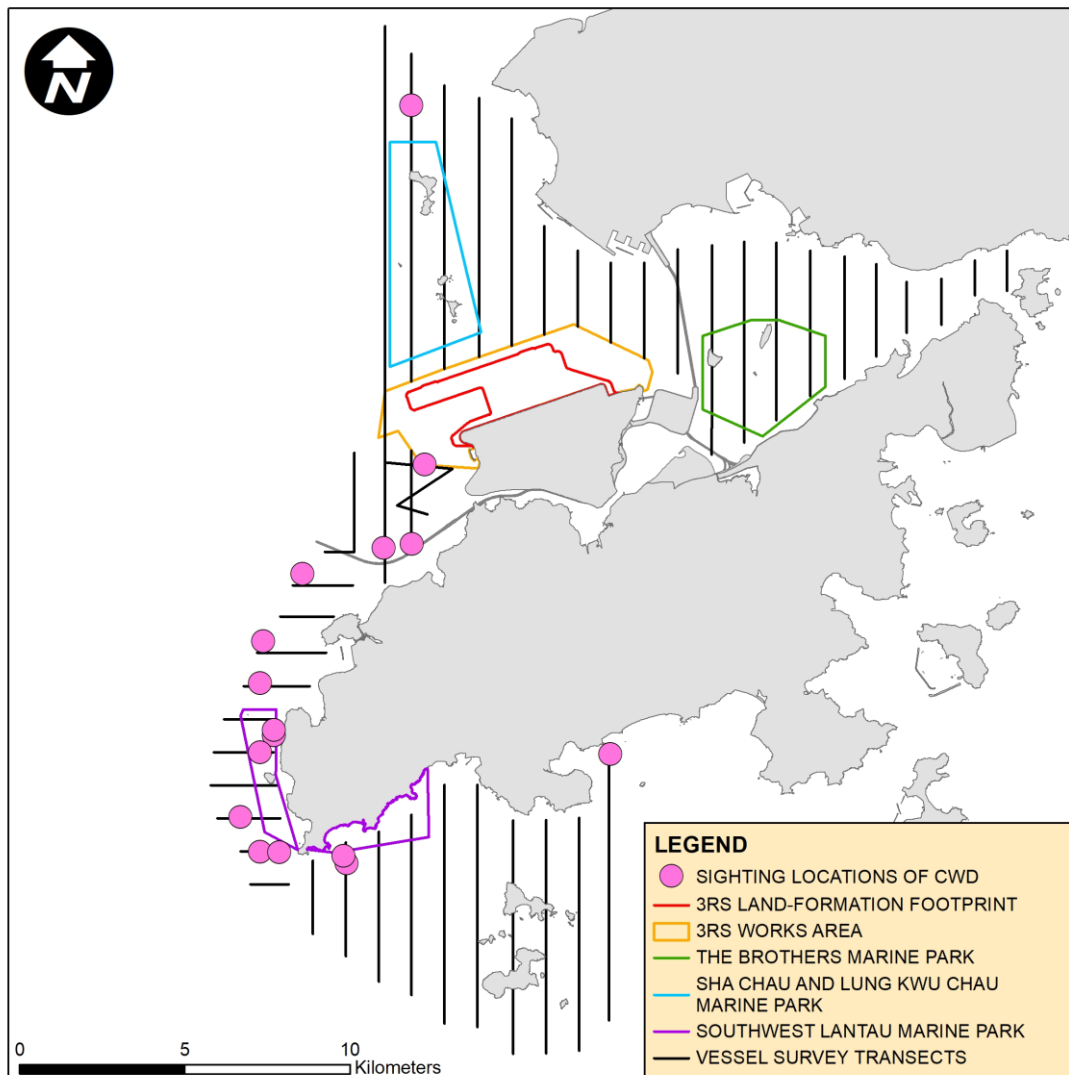 N
LEGEND
SIGHTING LOCATIONS OF CWD
3RS LAND-FORMATION FOOTPRINT
3RS WORKS AREA
THE BROTHERS MARINE PARK
SHA CHAU AND LUNG KWU CHAU
MARINE PARK
SOUTHWEST LANTAU MARINE PARK
VESSEL SURVEY TRANSECTS
0 5 10
Kilometers